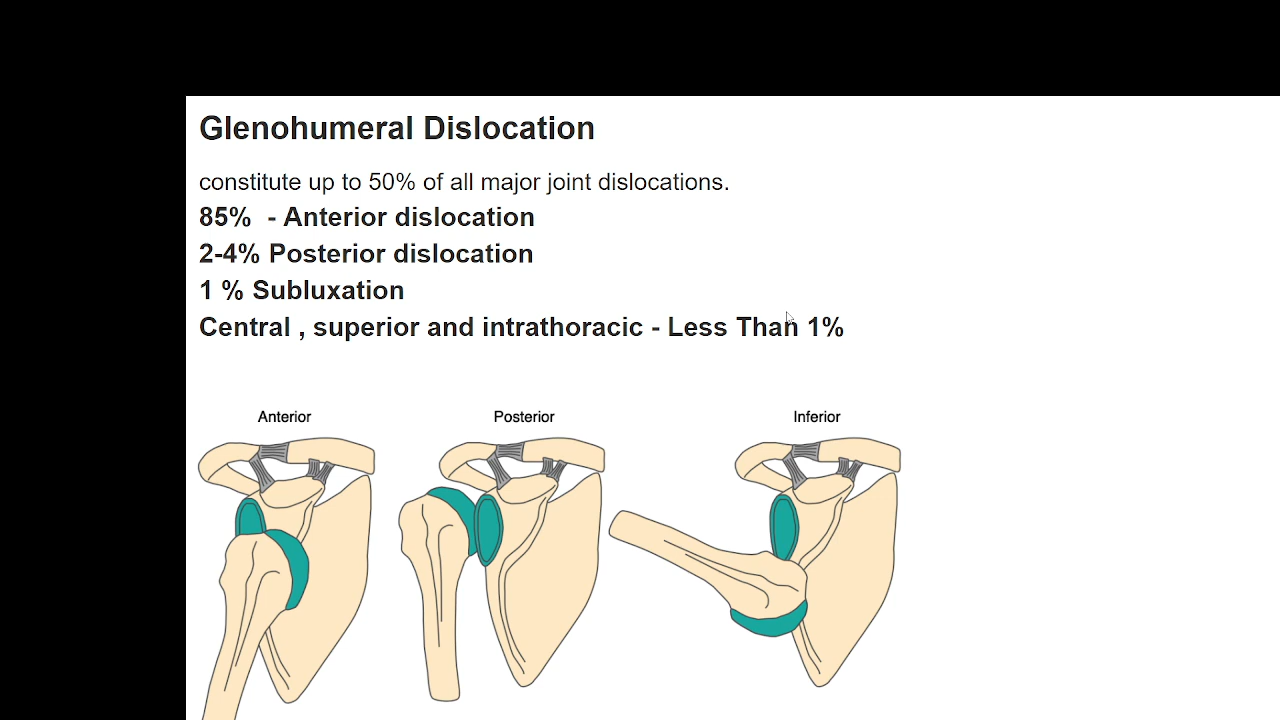 Glenohumeral Dislocation
constitute up to 50% of all major joint dislocations.
85%  - Anterior dislocation
2-4% Posterior dislocation
1 % Subluxation
Central , superior and intrathoracic - Less Than 1%
Anterior
Posterior
Inferior